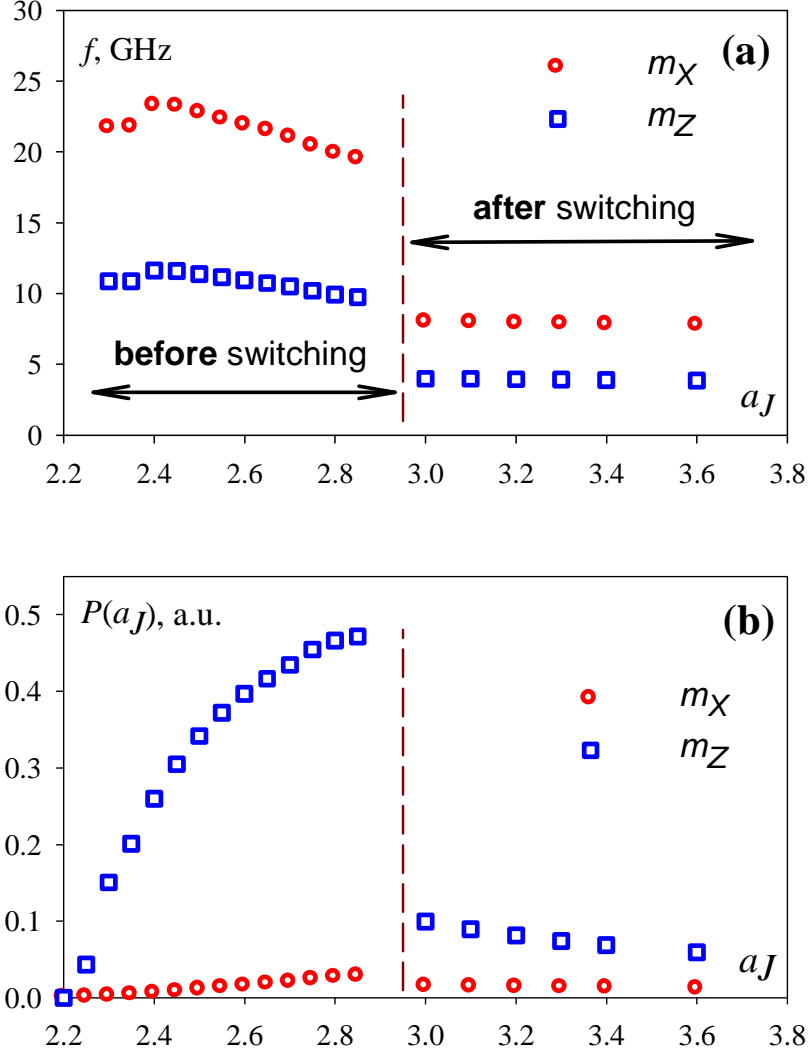 30
f, GHz
(a)
m_X
m_Z
25
20
15
10
5
0
after switching
before switching
a_J
2.2 2.4 2.6 2.8 3.0 3.2 3.4 3.6 3.8
P(a_J), a.u.
(b)
m_X
m_Z
0.5
0.4
0.3
0.2
0.1
0.0
a_J
2.2 2.4 2.6 2.8 3.0 3.2 3.4 3.6 3.8